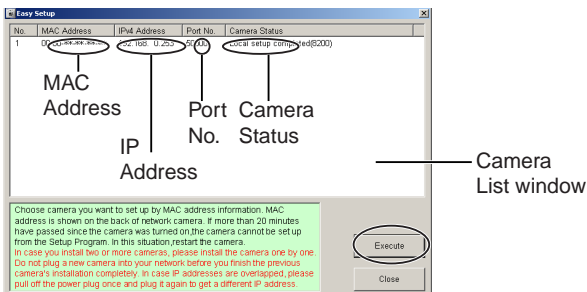 Easy Setup
No. MAC Address IPv4 Address Port No. Camera Status
1 192.168. 0.253 50000 Local setup completed(8200)
MAC
Address
IP
Address
Port
No.
Camera
Status
Camera
List window
Choose camera you want to set up by MAC address information. MAC
address is shown on the back of network camera. If more than 20 minutes
have passed since the camera was turned on,the camera cannot be set up
from the Setup Program. In this situation,restart the camera.
In case you install two or more cameras, please install the camera one by one.
Do not plug a new camera into your network before you finish the previous
camera's installation completely. In case IP addresses are overlapped, please
pull off the power plug once and plug it again to get a different IP address.
Execute
Close